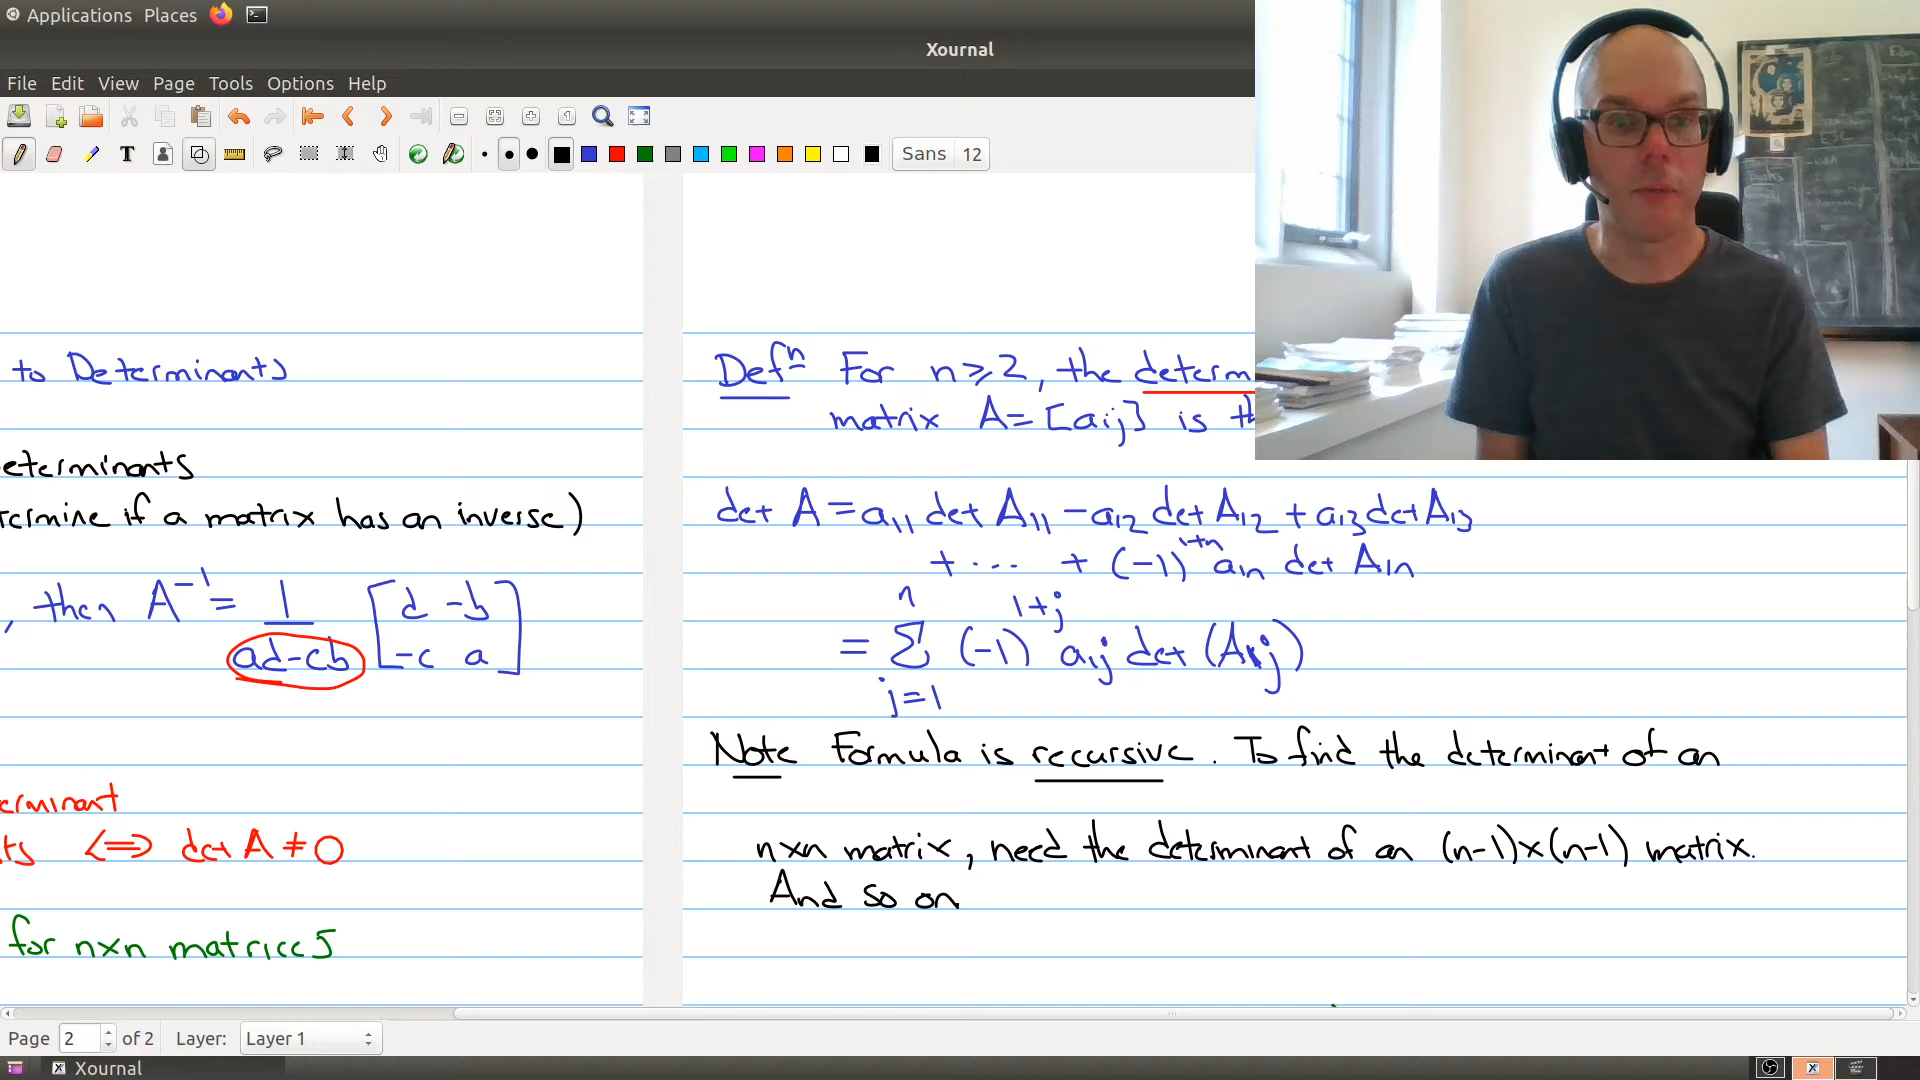 Applications Places
Xournal
File Edit View Page Tools Options Help
Sans 12
to Determinants
eterminants
termine if a matrix has an inverse)
, then A⁻¹ = 1/(ad-cb) [d -b; -c a]
erminant
ts ⟺ det A ≠ 0
for nxn matrices
Defⁿ For n≥2, the determ
matrix A=[aij] is th
det A = a11 det A11 - a12 det A12 + a13 det A13
+ ... + (-1)^{1+n} a1n det A1n
= Σ_{j=1}^{n} (-1)^{1+j} a1j det (A1j)
Note Formula is recursive. To find the determinant of an
nxn matrix, need the determinant of an (n-1)x(n-1) matrix.
And so on
Page 2 of 2 Layer: Layer 1
Xournal